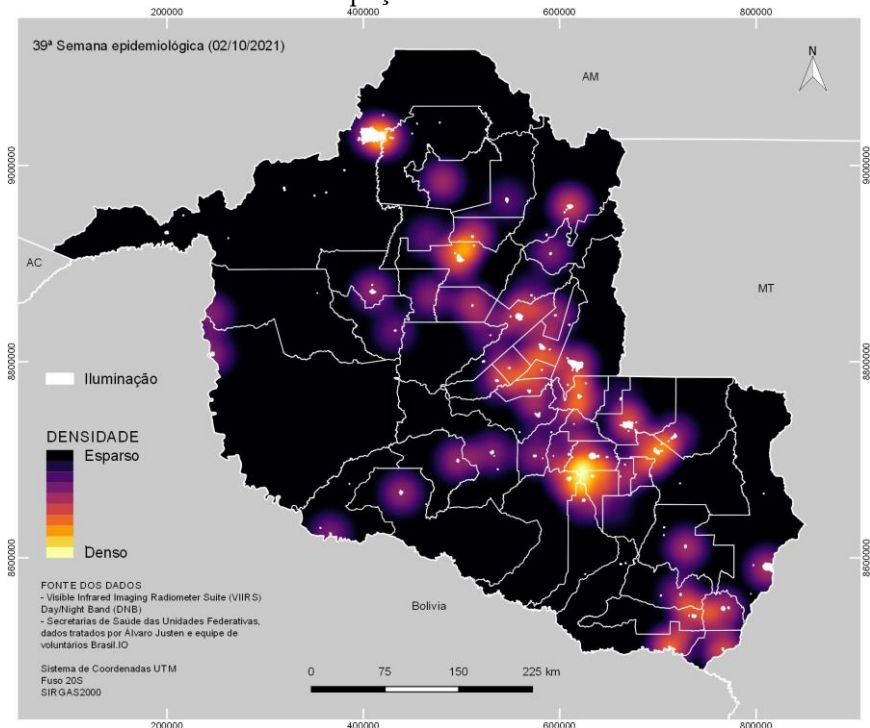 200000 400000 600000 800000
39ª Semana epidemiológica (02/10/2021)
N
AM
9000000 9000000
AC
MT
8800000 8800000
Iluminação
DENSIDADE
Esparso
Denso
8600000 8600000
FONTE DOS DADOS
- Visible Infrared Imaging Radiometer Suite (VIIRS)
Day/Night Band (DNB)
- Secretarias de Saúde das Unidades Federativas,
dados tratados por Álvaro Justen e equipe de
voluntários Brasil.IO
Bolivia
Sistema de Coordenadas UTM
Fuso 20S
SIRGAS2000
0 75 150 225 km
200000 400000 600000 800000